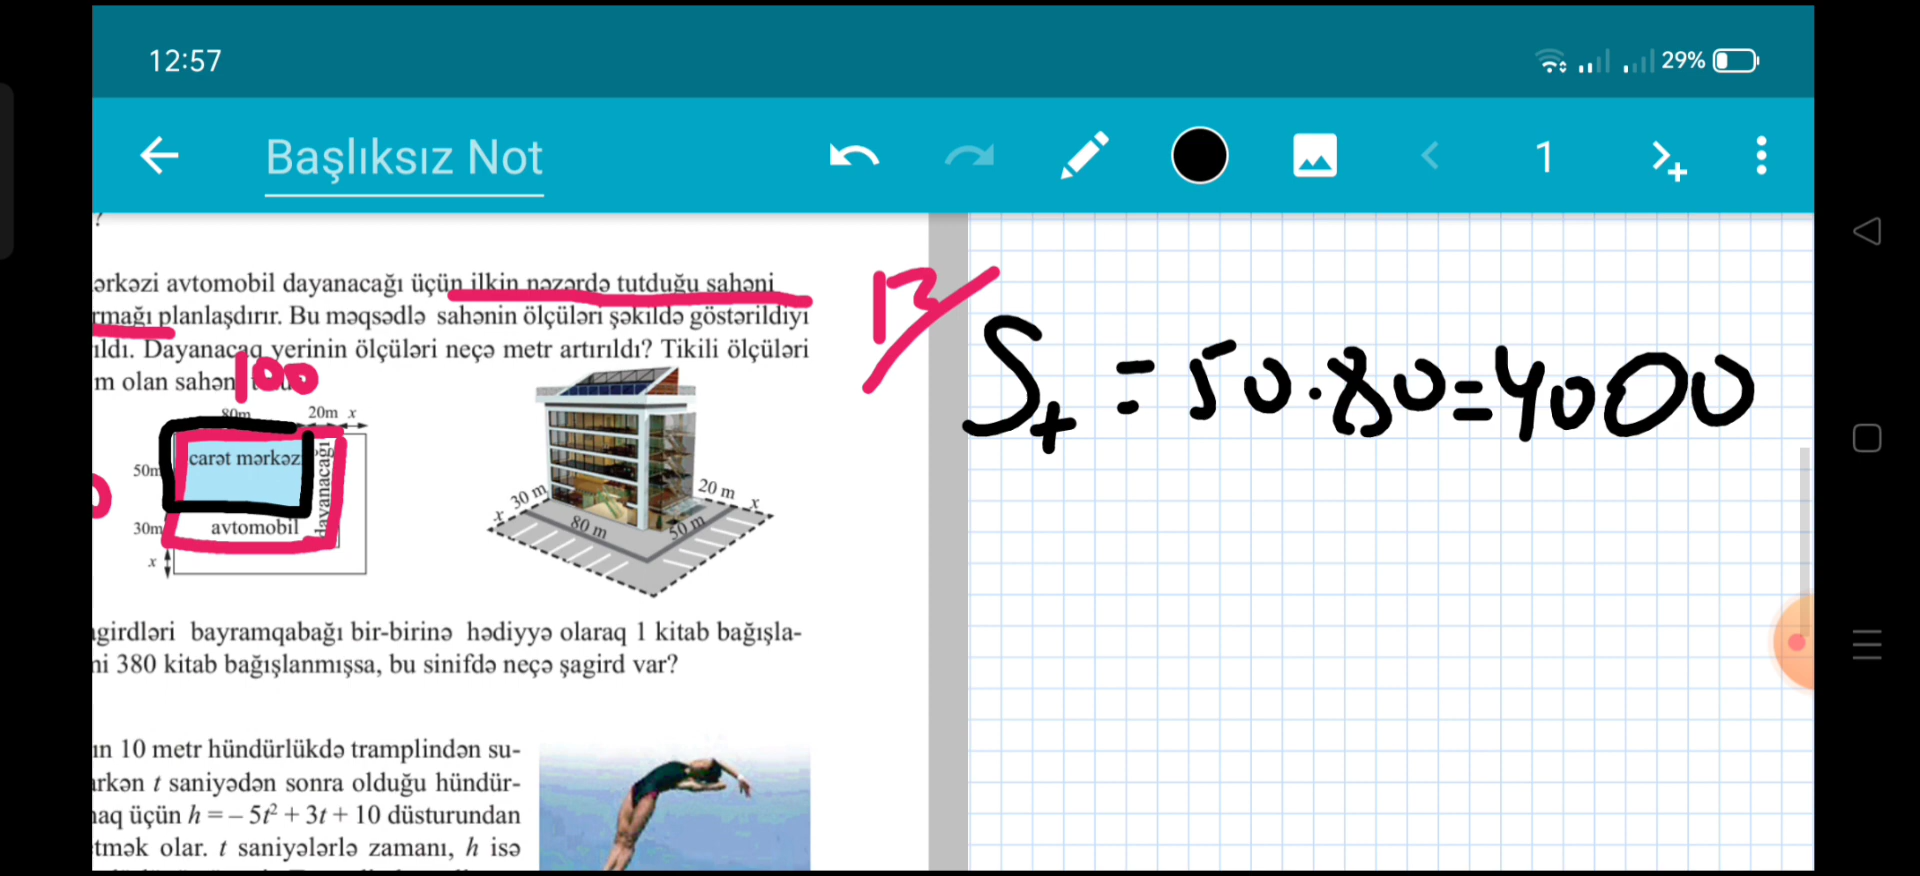 12:57
29%
Başlıksız Not
1
?
ərkəzi avtomobil dayanacağı üçün ilkin nəzərdə tutduğu sahəni
rmağı planlaşdırır. Bu məqsədlə sahənin ölçüləri şəkildə göstərildiyi
ıldı. Dayanacaq yerinin ölçüləri neçə metr artırıldı? Tikili ölçüləri
m olan sahən
100
80m 20m x
50m carət mərkəz
dayanacağı
30m avtomobil
x
x 30 m 80 m 50 m 20 m x
13
St = 50·80=4000
girdləri bayramqabağı bir-birinə hədiyyə olaraq 1 kitab bağışla-
ni 380 kitab bağışlanmışsa, bu sinifdə neçə şagird var?
ın 10 metr hündürlükdə tramplindən su-
arkən t saniyədən sonra olduğu hündür-
aq üçün h = – 5t² + 3t + 10 düsturundan
tmək olar. t saniyələrlə zamanı, h isə